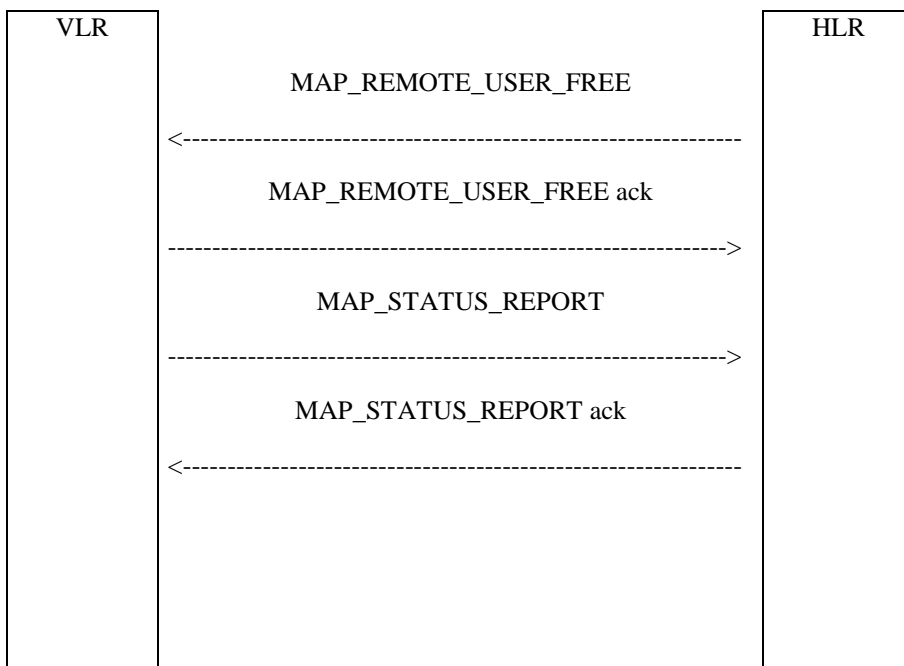 VLR
HLR
MAP_REMOTE_USER_FREE
<---------------------------------------------------------------
MAP_REMOTE_USER_FREE ack
--------------------------------------------------------------->
MAP_STATUS_REPORT
--------------------------------------------------------------->
MAP_STATUS_REPORT ack
<---------------------------------------------------------------